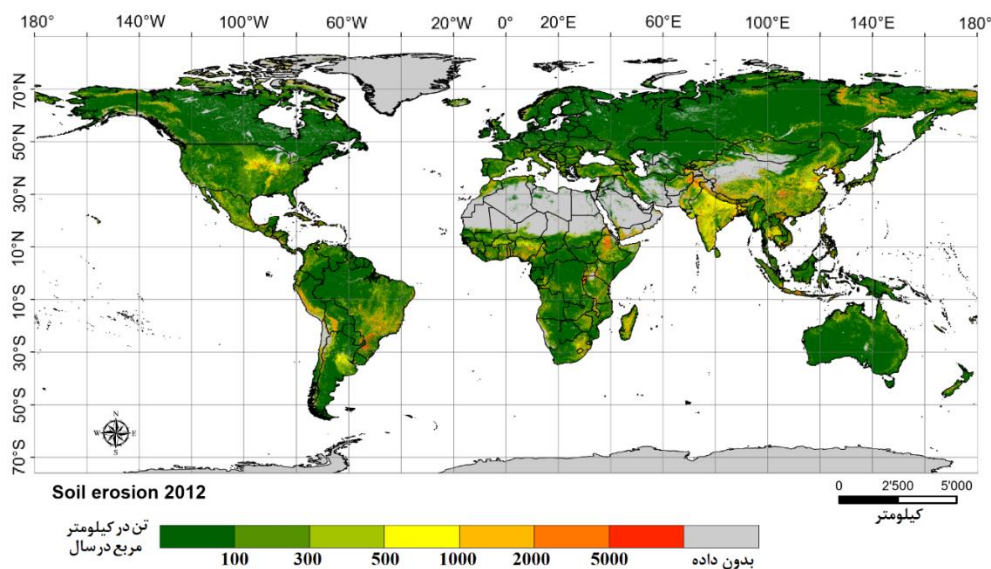 180° 140°W 100°W 60°W 20°W 0° 20°E 60°E 100°E 140°E 180°
70°N
50°N
30°N
10°N
10°S
30°S
50°S
70°S
N
W E
S
Soil erosion 2012
0 2'500 5'000
کیلومتر
تن در کیلومتر
مربع در سال
100 300 500 1000 2000 5000 بدون داده